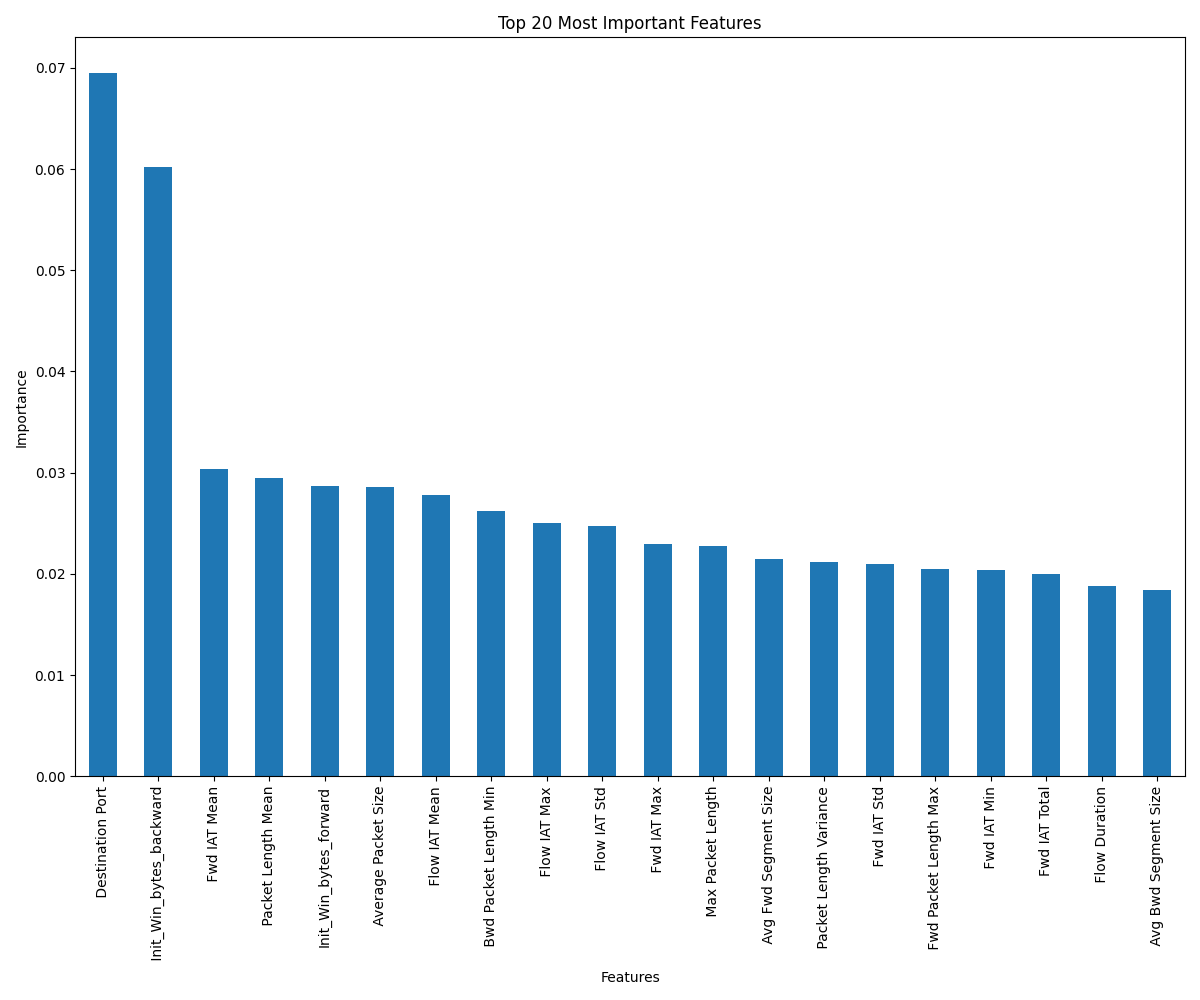 Top 20 Most Important Features
0.07
0.06
0.05
0.04
0.03
0.02
0.01
0.00
Importance
Destination Port
Init_Win_bytes_backward
Fwd IAT Mean
Packet Length Mean
Init_Win_bytes_forward
Average Packet Size
Flow IAT Mean
Bwd Packet Length Min
Flow IAT Max
Flow IAT Std
Fwd IAT Max
Max Packet Length
Avg Fwd Segment Size
Packet Length Variance
Fwd IAT Std
Fwd Packet Length Max
Fwd IAT Min
Fwd IAT Total
Flow Duration
Avg Bwd Segment Size
Features